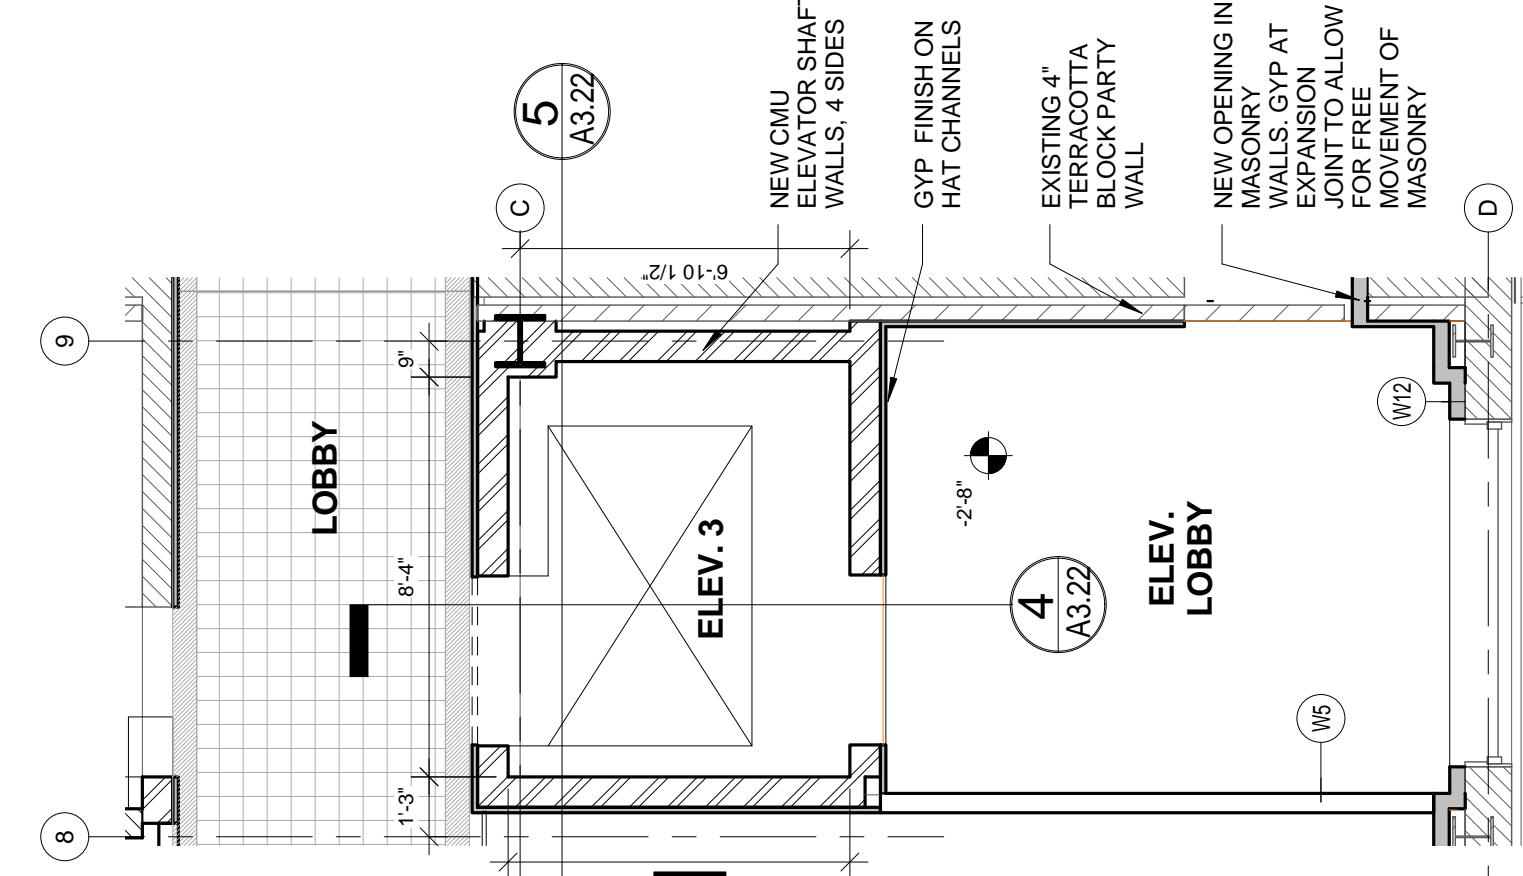 5
A3.22
NEW CMU
ELEVATOR SHAFT
WALLS, 4 SIDES
GYP FINISH ON
HAT CHANNELS
EXISTING 4"
TERRACOTTA
BLOCK PARTY
WALL
NEW OPENING IN
MASONRY
WALLS. GYP AT
EXPANSION
JOINT TO ALLOW
FOR FREE
MOVEMENT OF
MASONRY
C
D
6'-10 1/2"
9
9"
LOBBY
8'-4"
ELEV. 3
-2'-8"
W12
4
A3.22
ELEV.
LOBBY
W5
1'-3"
8